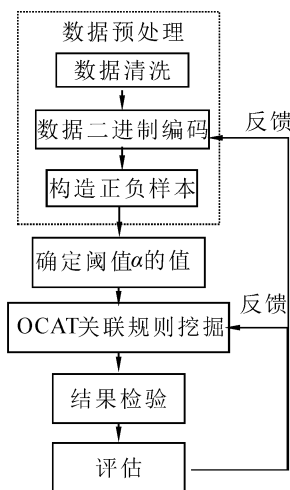 数据预处理
数据清洗
数据二进制编码
反馈
构造正负样本
确定阈值α的值
反馈
OCAT关联规则挖掘
结果检验
评估